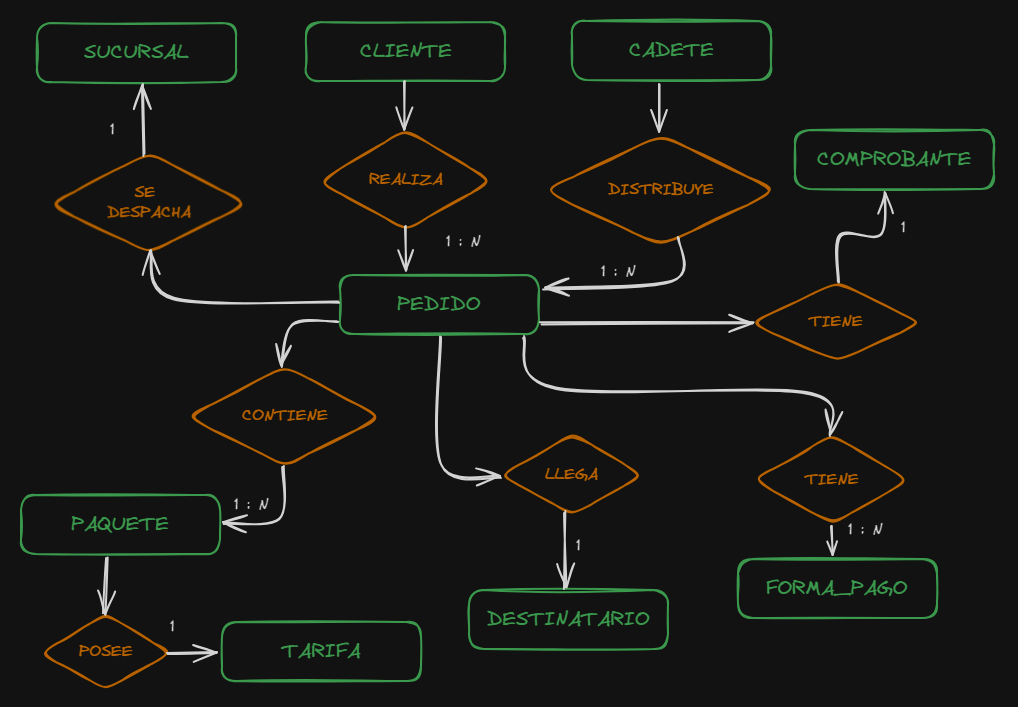 SUCURSAL
CLIENTE
CADETE
1
COMPROBANTE
REALIZA
SE
DESPACHA
DISTRIBUYE
1
1 : N
1 : N
PEDIDO
TIENE
CONTIENE
LLEGA
TIENE
1 : N
PAQUETE
1 : N
1
FORMA_PAGO
DESTINATARIO
1
POSEE
TARIFA